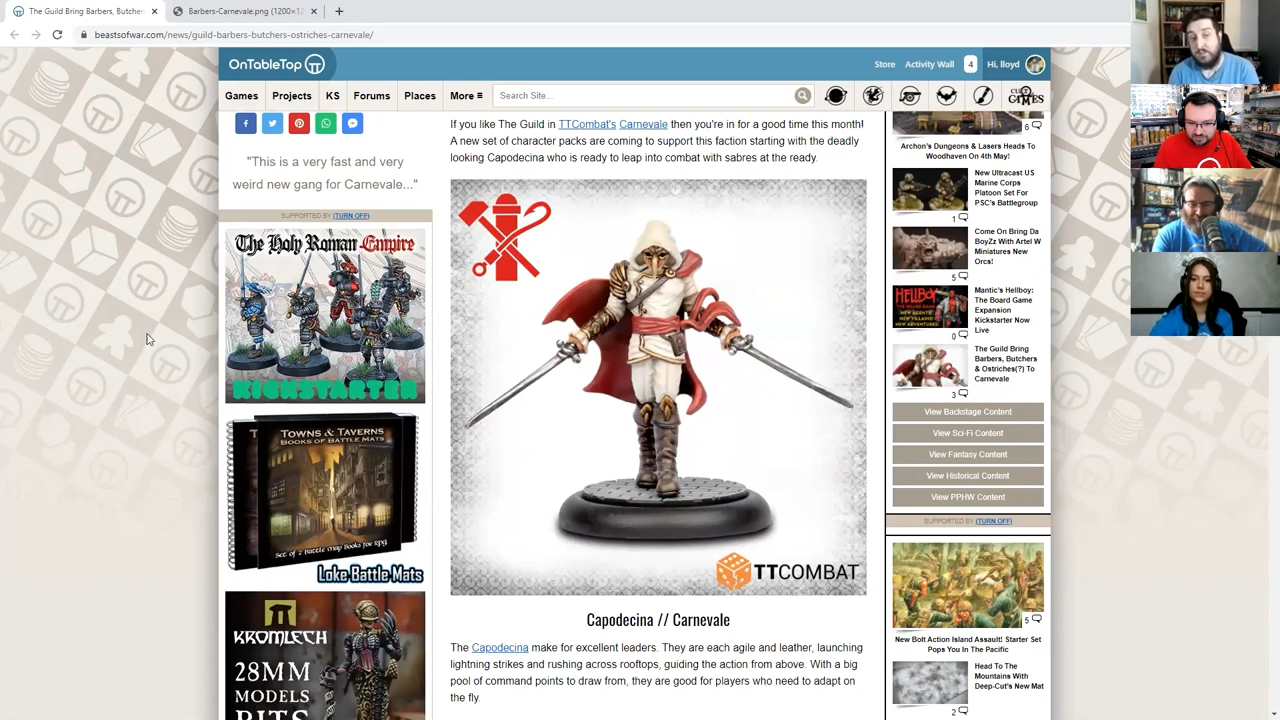 The Guild Bring Barbers, Butcher
Barbers-Carnevale.png (1200×12
beastsofwar.com/news/guild-barbers-butchers-ostriches-carnevale/
OnTableTop
Store
Activity Wall
4
Hi, lloyd
Games
Projects
KS
Forums
Places
More ≡
Search Site...
"This is a very fast and very
weird new gang for Carnevale..."
SUPPORTED BY (TURN OFF)
The Holy Roman Empire
KICKSTARTER
TOWNS & TAVERNS
BOOKS OF BATTLE MATS
Set of 2 Battle Map Books for RPG
Loke Battle Mats
KROMLECH
28MM
MODELS
BITS
you like The Guild in TTCombat's Carnevale then you're in for a good time this month!
A new set of character packs are coming to support this faction starting with the deadly
looking Capodecina who is ready to leap into combat with sabres at the ready.
TTCOMBAT
Capodecina // Carnevale
The Capodecina make for excellent leaders. They are each agile and leather, launching
lightning strikes and rushing across rooftops, guiding the action from above. With a big
pool of command points to draw from, they are good for players who need to adapt on
the fly.
6
Archon's Dungeons & Lasers Heads To
Woodhaven On 4th May!
New Ultracast US
Marine Corps
Platoon Set For
PSC's Battlegroup
1
Come On Bring Da
BoyZz With Artel W
Miniatures New
Orcs!
5
HELLBOY
Mantic's Hellboy:
The Board Game
Expansion
Kickstarter Now
Live
0
The Guild Bring
Barbers, Butchers
& Ostriches(?) To
Carnevale
3
View Backstage Content
View Sci-Fi Content
View Fantasy Content
View Historical Content
View PPHW Content
SUPPORTED BY (TURN OFF)
5
New Bolt Action Island Assault! Starter Set
Pops You In The Pacific
Head To The
Mountains With
Deep-Cut's New Mat
2